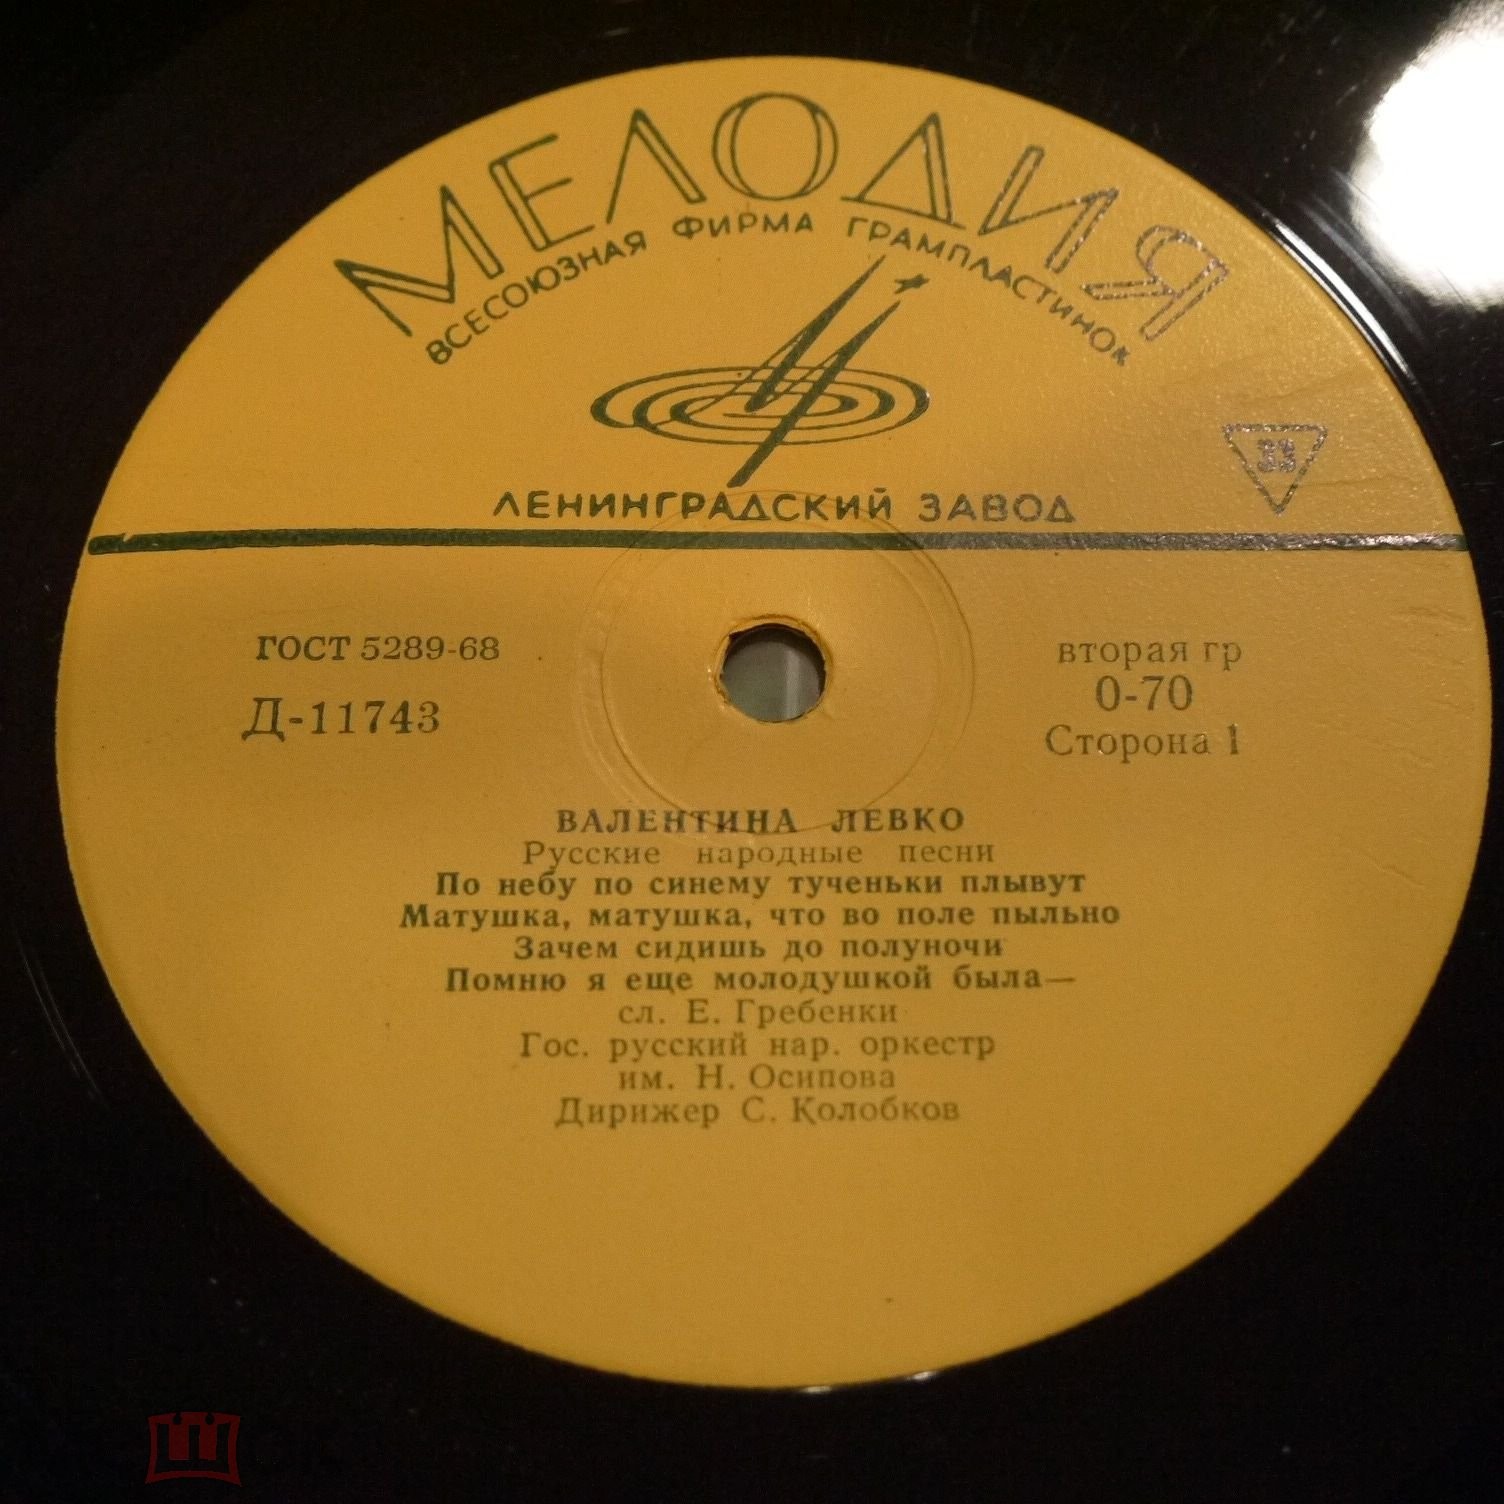 МЕЛОДИЯ
ВСЕСОЮЗНАЯ ФИРМА ГРАМПЛАСТИНОК
33
ЛЕНИНГРАДСКИЙ ЗАВОД
ГОСТ 5289-68
Д-11743
вторая гр
0-70
Сторона 1
ВАЛЕНТИНА ЛЕВКО
Русские народные песни
По небу по синему тученьки плывут
Матушка, матушка, что во поле пыльно
Зачем сидишь до полуночи
Помню я еще молодушкой была—
сл. Е. Гребенки
Гос. русский нар. оркестр
им. Н. Осипова
Дирижер С. Колобков